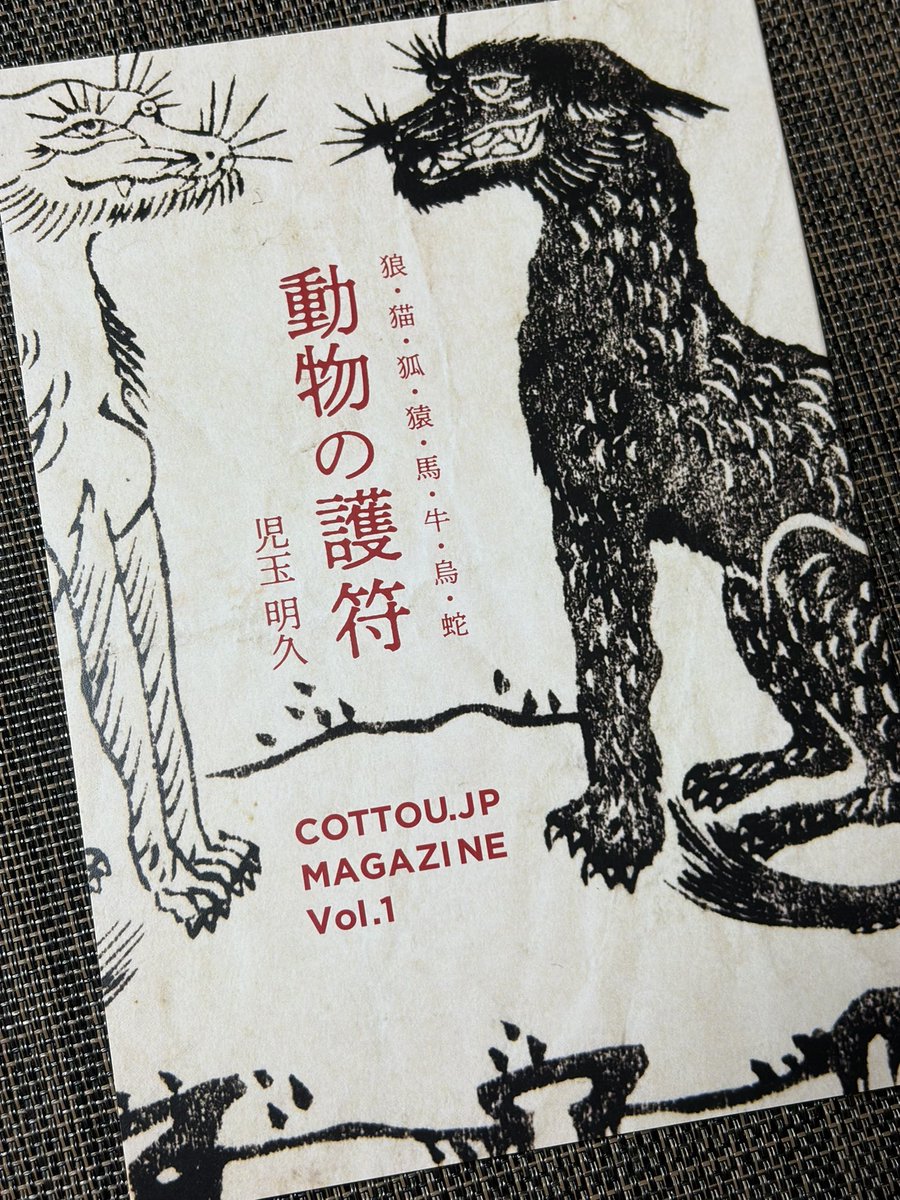 狼・猫・狐・猿・馬・牛・烏・蛇
動物の護符
児玉 明久
COTTOU.JP
MAGAZINE
Vol.1